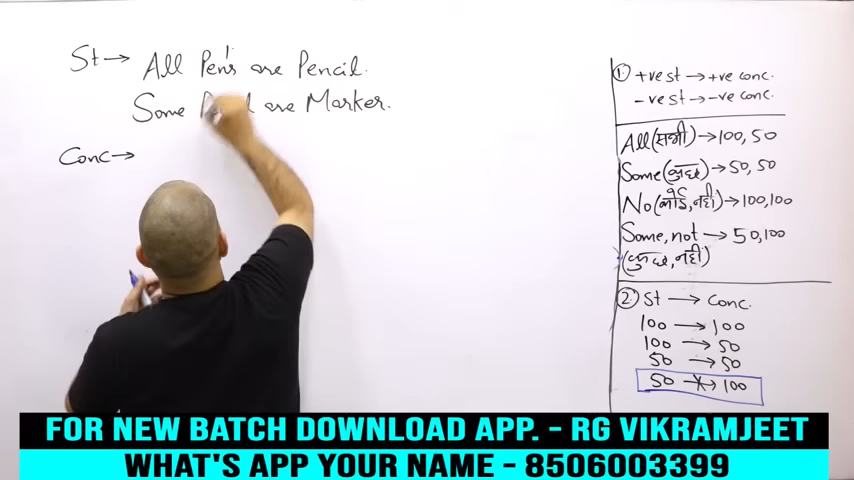 St → All Pen's are Pencil.
Some are Marker.
Conc →
① +ve st → +ve conc.
-ve st → -ve conc.
All (सभी) → 100, 50
Some (कुछ) → 50, 50
No (कोई, नहीं) → 100, 100
Some, not → 50, 100
(कुछ, नहीं)
② St → Conc.
100 → 100
100 → 50
50 → 50
50 → 100
FOR NEW BATCH DOWNLOAD APP. - RG VIKRAMJEET
WHAT'S APP YOUR NAME - 8506003399